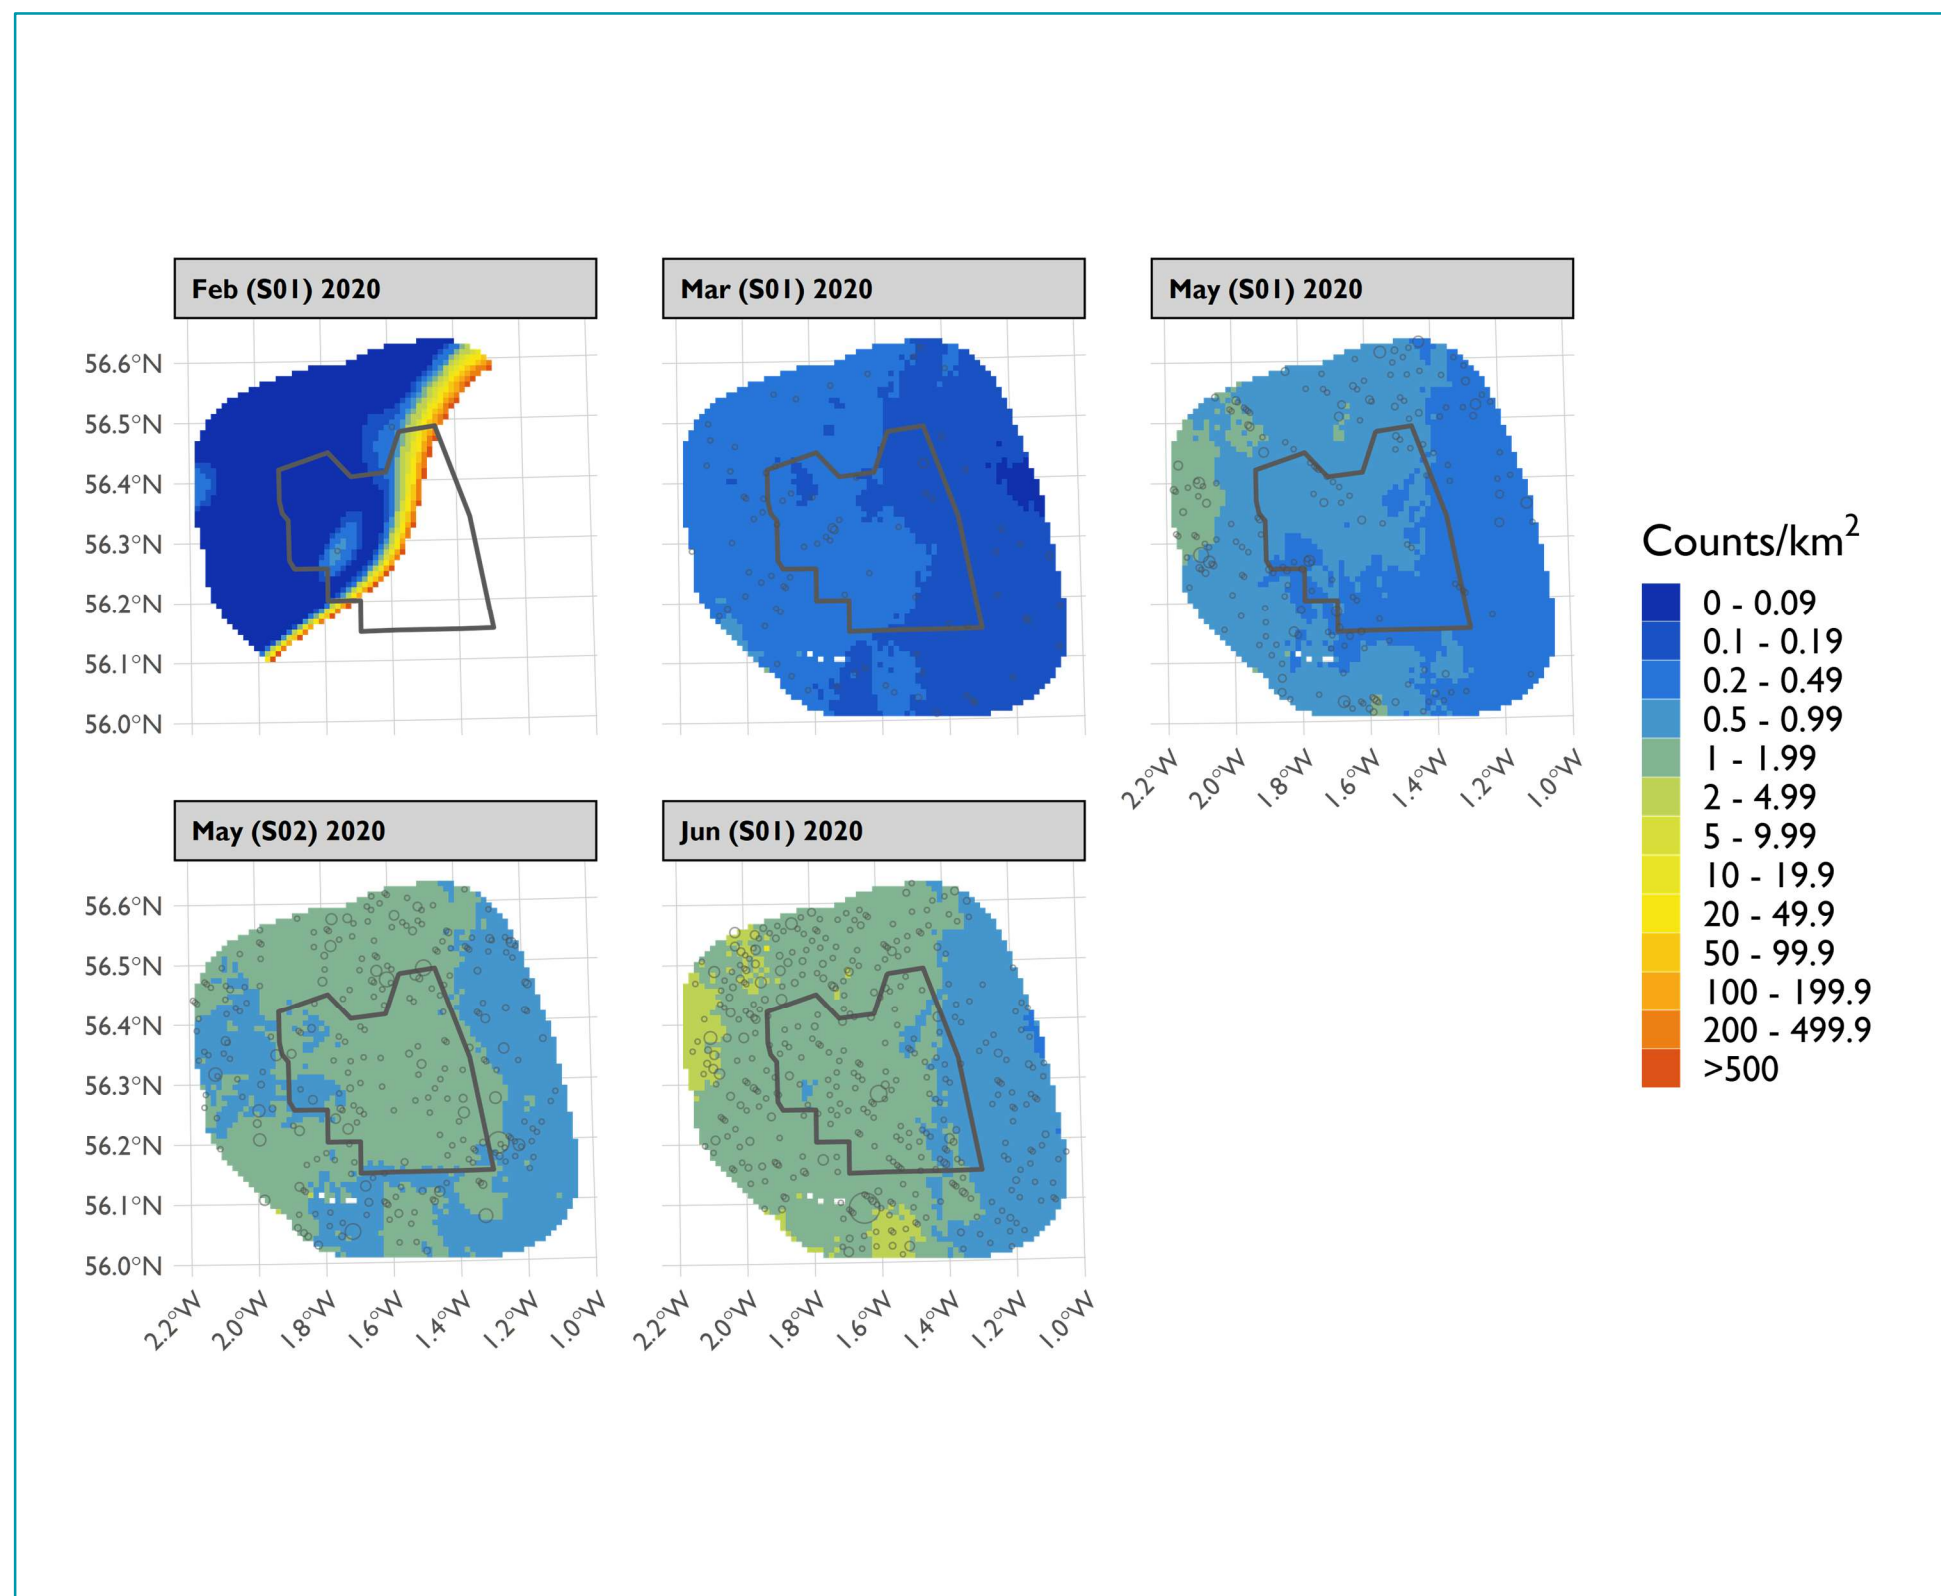 Feb (S01) 2020
Mar (S01) 2020
May (S01) 2020
56.6°N
56.5°N
56.4°N
56.3°N
56.2°N
56.1°N
56.0°N
2.2°W
2.0°W
1.8°W
1.6°W
1.4°W
1.2°W
1.0°W
May (S02) 2020
Jun (S01) 2020
56.6°N
56.5°N
56.4°N
56.3°N
56.2°N
56.1°N
56.0°N
2.2°W
2.0°W
1.8°W
1.6°W
1.4°W
1.2°W
1.0°W
2.2°W
2.0°W
1.8°W
1.6°W
1.4°W
1.2°W
1.0°W
Counts/km²
0 - 0.09
0.1 - 0.19
0.2 - 0.49
0.5 - 0.99
1 - 1.99
2 - 4.99
5 - 9.99
10 - 19.9
20 - 49.9
50 - 99.9
100 - 199.9
200 - 499.9
>500